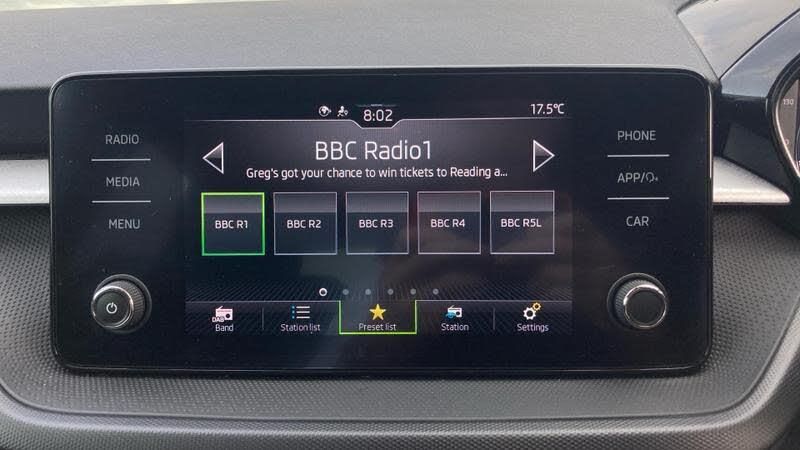 8:02
17.5°C
RADIO
MEDIA
MENU
BBC Radio1
Greg's got your chance to win tickets to Reading a...
BBC R1
BBC R2
BBC R3
BBC R4
BBC R5L
DAB
Band
Station list
Preset list
Station
Settings
PHONE
APP/
CAR
130